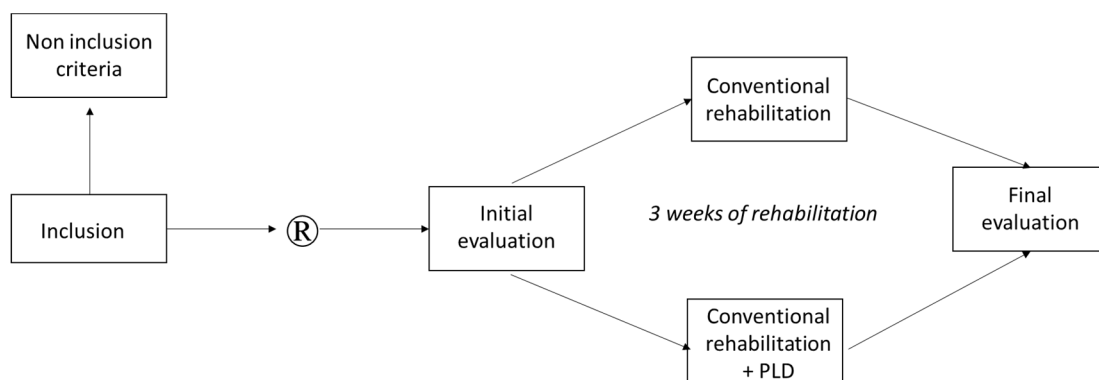 Non inclusion
criteria
Inclusion
®
Initial
evaluation
Conventional
rehabilitation
3 weeks of rehabilitation
Conventional
rehabilitation
+ PLD
Final
evaluation